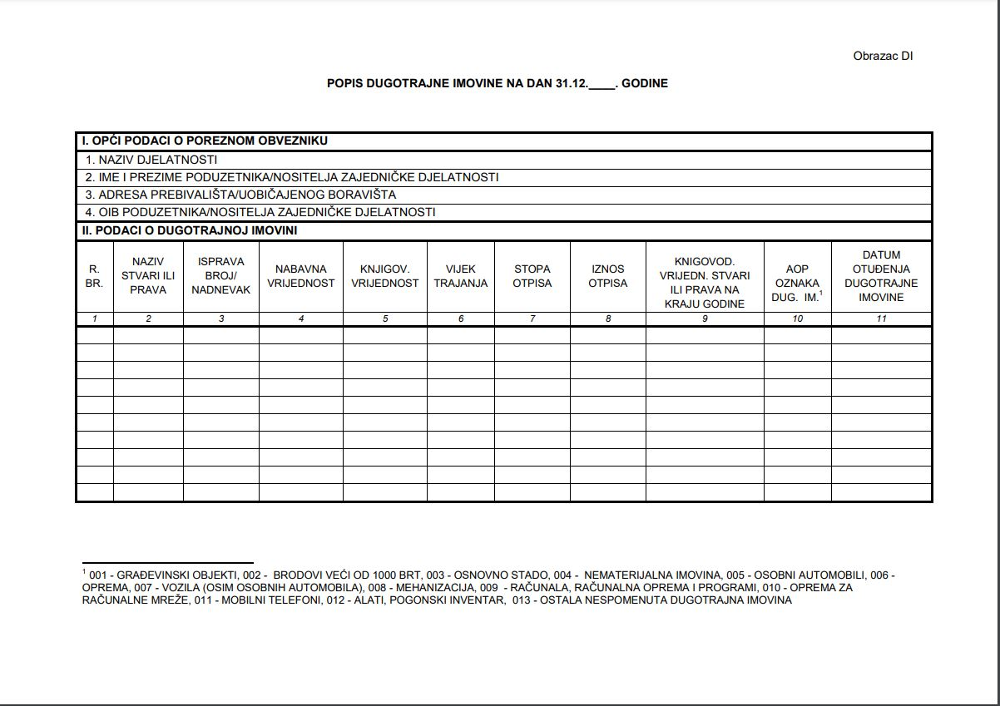 Obrazac DI
POPIS DUGOTRAJNE IMOVINE NA DAN 31.12.____. GODINE
I. OPĆI PODACI O POREZNOM OBVEZNIKU
1. NAZIV DJELATNOSTI
2. IME I PREZIME PODUZETNIKA/NOSITELJA ZAJEDNIČKE DJELATNOSTI
3. ADRESA PREBIVALIŠTA/UOBIČAJENOG BORAVIŠTA
4. OIB PODUZETNIKA/NOSITELJA ZAJEDNIČKE DJELATNOSTI
II. PODACI O DUGOTRAJNOJ IMOVINI
R.
BR.
NAZIV
STVARI ILI
PRAVA
ISPRAVA
BROJ/
NADNEVAK
NABAVNA
VRIJEDNOST
KNJIGOV.
VRIJEDNOST
VIJEK
TRAJANJA
STOPA
OTPISA
IZNOS
OTPISA
KNIGOVOD.
VRIJEDN. STVARI
ILI PRAVA NA
KRAJU GODINE
AOP
OZNAKA
DUG. IM.1
DATUM
OTUĐENJA
DUGOTRAJNE
IMOVINE
1 2 3 4 5 6 7 8 9 10 11
1 001 - GRAĐEVINSKI OBJEKTI, 002 - BRODOVI VEĆI OD 1000 BRT, 003 - OSNOVNO STADO, 004 - NEMATERIJALNA IMOVINA, 005 - OSOBNI AUTOMOBILI, 006 -
OPREMA, 007 - VOZILA (OSIM OSOBNIH AUTOMOBILA), 008 - MEHANIZACIJA, 009 - RAČUNALA, RAČUNALNA OPREMA I PROGRAMI, 010 - OPREMA ZA
RAČUNALNE MREŽE, 011 - MOBILNI TELEFONI, 012 - ALATI, POGONSKI INVENTAR, 013 - OSTALA NESPOMENUTA DUGOTRAJNA IMOVINA